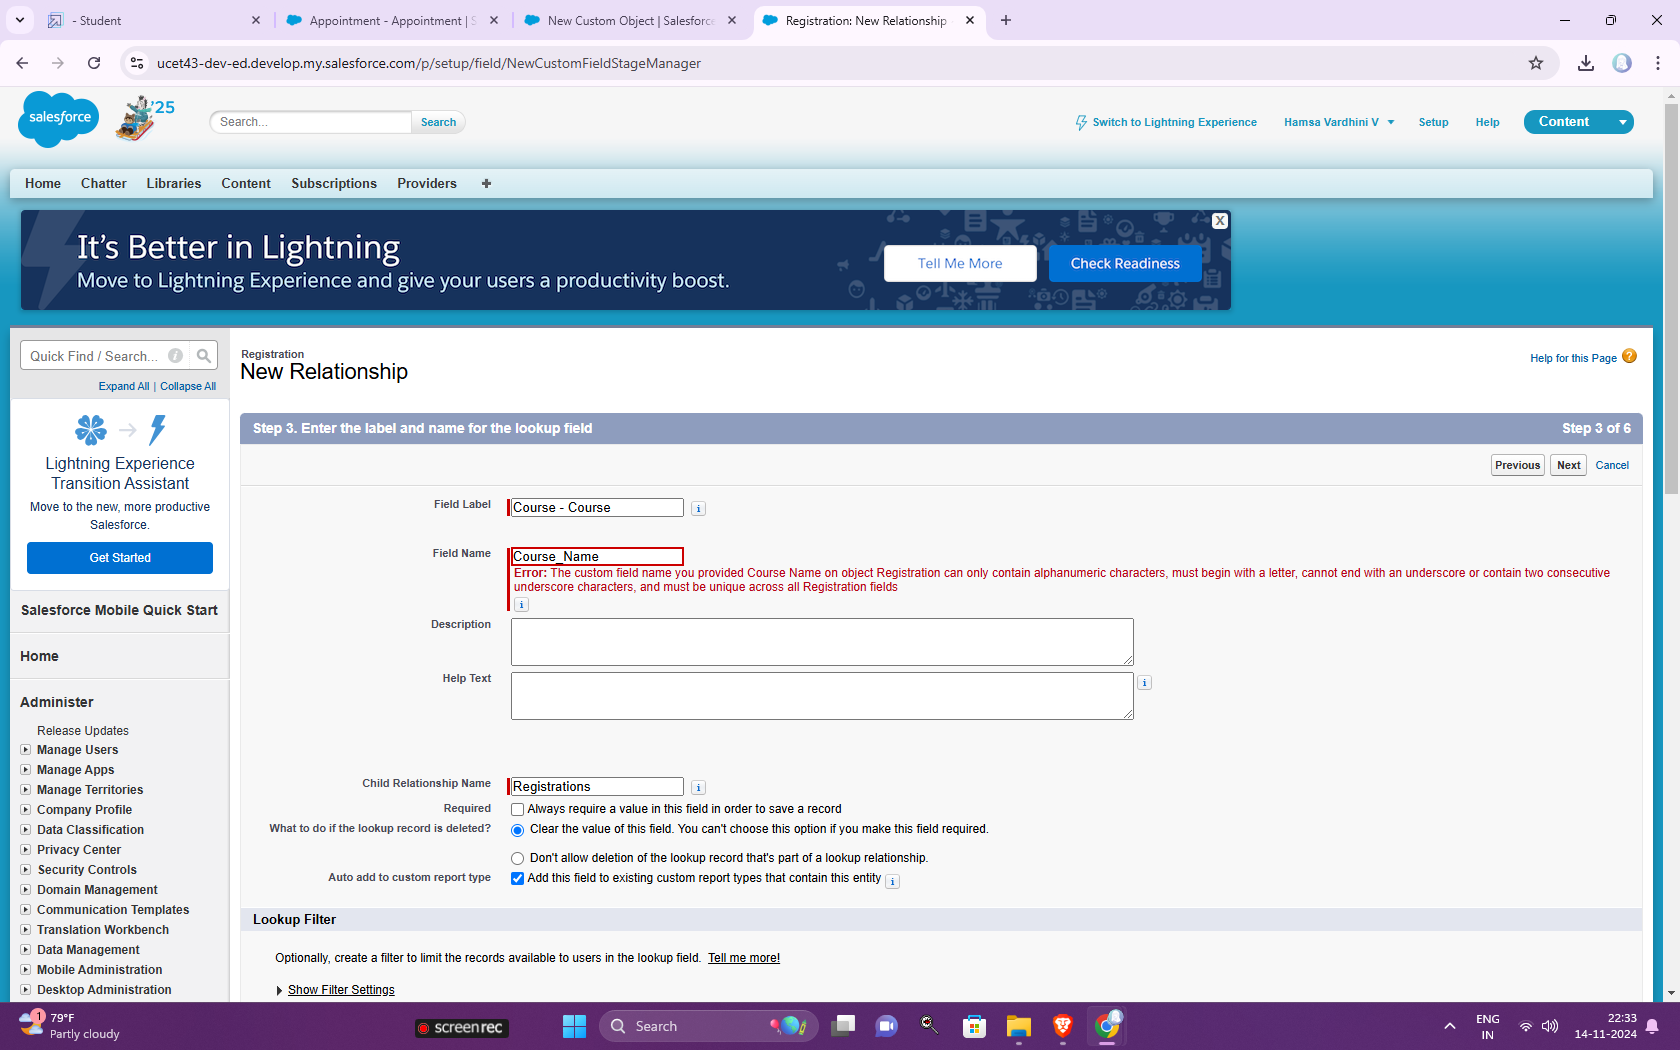 - Student
Appointment - Appointment | S
New Custom Object | Salesforce
Registration: New Relationship
ucet43-dev-ed.develop.my.salesforce.com/p/setup/field/NewCustomFieldStageManager
salesforce
'25
Search...
Search
Switch to Lightning Experience
Hamsa Vardhini V
Setup
Help
Content
Home
Chatter
Libraries
Content
Subscriptions
Providers
+
It's Better in Lightning
Move to Lightning Experience and give your users a productivity boost.
Tell Me More
Check Readiness
X
Quick Find / Search...
Expand All | Collapse All
Lightning Experience
Transition Assistant
Move to the new, more productive
Salesforce.
Get Started
Salesforce Mobile Quick Start
Home
Administer
Release Updates
Manage Users
Manage Apps
Manage Territories
Company Profile
Data Classification
Privacy Center
Security Controls
Domain Management
Communication Templates
Translation Workbench
Data Management
Mobile Administration
Desktop Administration
Registration
New Relationship
Help for this Page ?
Step 3. Enter the label and name for the lookup field
Step 3 of 6
Previous
Next
Cancel
Field Label
Course - Course
i
Field Name
Course_Name
Error: The custom field name you provided Course Name on object Registration can only contain alphanumeric characters, must begin with a letter, cannot end with an underscore or contain two consecutive
underscore characters, and must be unique across all Registration fields
i
Description
Help Text
i
Child Relationship Name
Registrations
i
Required
Always require a value in this field in order to save a record
What to do if the lookup record is deleted?
Clear the value of this field. You can't choose this option if you make this field required.
Don't allow deletion of the lookup record that's part of a lookup relationship.
Auto add to custom report type
Add this field to existing custom report types that contain this entity
i
Lookup Filter
Optionally, create a filter to limit the records available to users in the lookup field. Tell me more!
Show Filter Settings
1
79°F
Partly cloudy
screenrec
Search
ENG
IN
22:33
14-11-2024